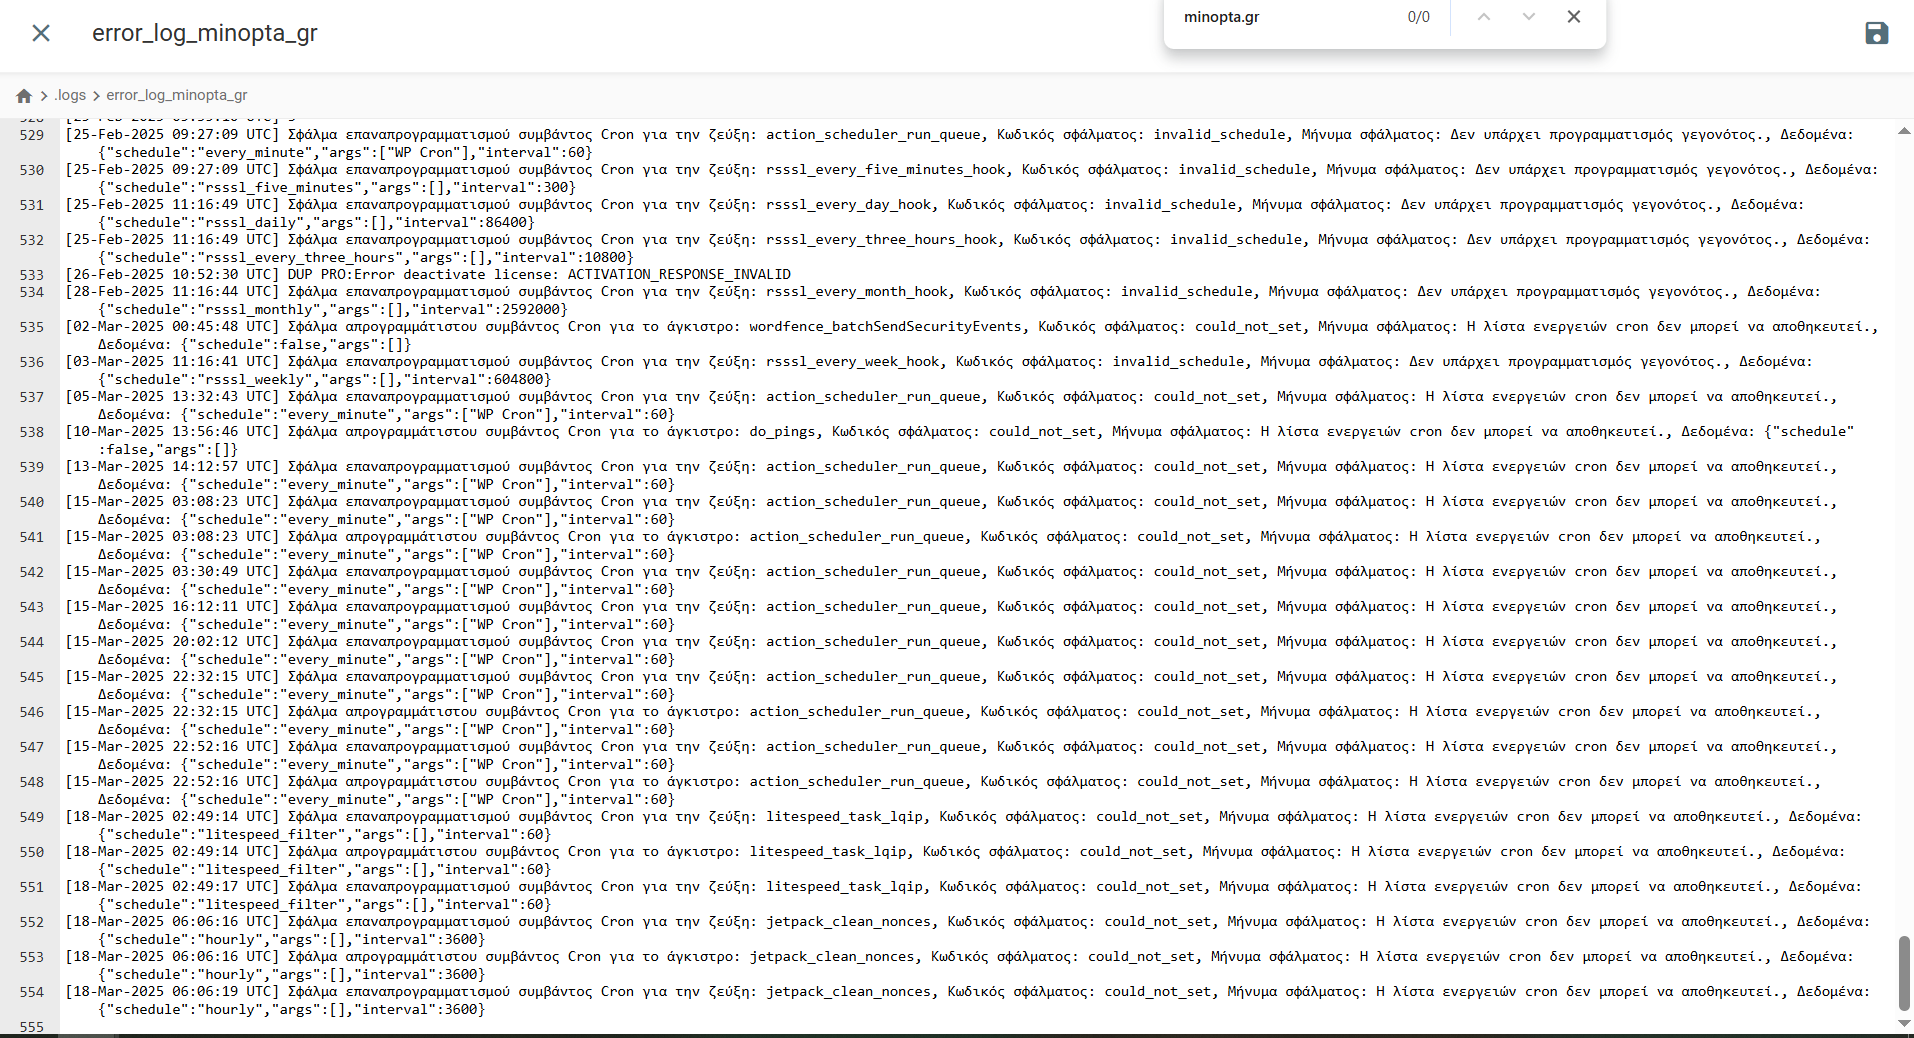 error_log_minopta_gr
minopta.gr
0/0
.logs
error_log_minopta_gr
529 [25-Feb-2025 09:27:09 UTC] Σφάλμα επαναπρογραμματισμού συμβάντος Cron για την ζεύξη: action_scheduler_run_queue, Κωδικός σφάλματος: invalid_schedule, Μήνυμα σφάλματος: Δεν υπάρχει προγραμματισμός γεγονότος., Δεδομένα:
{"schedule":"every_minute","args":["WP Cron"],"interval":60}
530 [25-Feb-2025 09:27:09 UTC] Σφάλμα επαναπρογραμματισμού συμβάντος Cron για την ζεύξη: rsssl_every_five_minutes_hook, Κωδικός σφάλματος: invalid_schedule, Μήνυμα σφάλματος: Δεν υπάρχει προγραμματισμός γεγονότος., Δεδομένα:
{"schedule":"rsssl_five_minutes","args":[],"interval":300}
531 [25-Feb-2025 11:16:49 UTC] Σφάλμα επαναπρογραμματισμού συμβάντος Cron για την ζεύξη: rsssl_every_day_hook, Κωδικός σφάλματος: invalid_schedule, Μήνυμα σφάλματος: Δεν υπάρχει προγραμματισμός γεγονότος., Δεδομένα:
{"schedule":"rsssl_daily","args":[],"interval":86400}
532 [25-Feb-2025 11:16:49 UTC] Σφάλμα επαναπρογραμματισμού συμβάντος Cron για την ζεύξη: rsssl_every_three_hours_hook, Κωδικός σφάλματος: invalid_schedule, Μήνυμα σφάλματος: Δεν υπάρχει προγραμματισμός γεγονότος., Δεδομένα:
{"schedule":"rsssl_every_three_hours","args":[],"interval":10800}
533 [26-Feb-2025 10:52:30 UTC] DUP PRO:Error deactivate license: ACTIVATION_RESPONSE_INVALID
534 [28-Feb-2025 11:16:44 UTC] Σφάλμα επαναπρογραμματισμού συμβάντος Cron για την ζεύξη: rsssl_every_month_hook, Κωδικός σφάλματος: invalid_schedule, Μήνυμα σφάλματος: Δεν υπάρχει προγραμματισμός γεγονότος., Δεδομένα:
{"schedule":"rsssl_monthly","args":[],"interval":2592000}
535 [02-Mar-2025 00:45:48 UTC] Σφάλμα απρογραμμάτιστου συμβάντος Cron για το άγκιστρο: wordfence_batchSendSecurityEvents, Κωδικός σφάλματος: could_not_set, Μήνυμα σφάλματος: Η λίστα ενεργειών cron δεν μπορεί να αποθηκευτεί.,
Δεδομένα: {"schedule":false,"args":[]}
536 [03-Mar-2025 11:16:41 UTC] Σφάλμα επαναπρογραμματισμού συμβάντος Cron για την ζεύξη: rsssl_every_week_hook, Κωδικός σφάλματος: invalid_schedule, Μήνυμα σφάλματος: Δεν υπάρχει προγραμματισμός γεγονότος., Δεδομένα:
{"schedule":"rsssl_weekly","args":[],"interval":604800}
537 [05-Mar-2025 13:32:43 UTC] Σφάλμα επαναπρογραμματισμού συμβάντος Cron για την ζεύξη: action_scheduler_run_queue, Κωδικός σφάλματος: could_not_set, Μήνυμα σφάλματος: Η λίστα ενεργειών cron δεν μπορεί να αποθηκευτεί.,
Δεδομένα: {"schedule":"every_minute","args":["WP Cron"],"interval":60}
538 [10-Mar-2025 13:56:46 UTC] Σφάλμα απρογραμμάτιστου συμβάντος Cron για το άγκιστρο: do_pings, Κωδικός σφάλματος: could_not_set, Μήνυμα σφάλματος: Η λίστα ενεργειών cron δεν μπορεί να αποθηκευτεί., Δεδομένα: {"schedule"
:false,"args":[]}
539 [13-Mar-2025 14:12:57 UTC] Σφάλμα επαναπρογραμματισμού συμβάντος Cron για την ζεύξη: action_scheduler_run_queue, Κωδικός σφάλματος: could_not_set, Μήνυμα σφάλματος: Η λίστα ενεργειών cron δεν μπορεί να αποθηκευτεί.,
Δεδομένα: {"schedule":"every_minute","args":["WP Cron"],"interval":60}
540 [15-Mar-2025 03:08:23 UTC] Σφάλμα επαναπρογραμματισμού συμβάντος Cron για την ζεύξη: action_scheduler_run_queue, Κωδικός σφάλματος: could_not_set, Μήνυμα σφάλματος: Η λίστα ενεργειών cron δεν μπορεί να αποθηκευτεί.,
Δεδομένα: {"schedule":"every_minute","args":["WP Cron"],"interval":60}
541 [15-Mar-2025 03:08:23 UTC] Σφάλμα απρογραμμάτιστου συμβάντος Cron για το άγκιστρο: action_scheduler_run_queue, Κωδικός σφάλματος: could_not_set, Μήνυμα σφάλματος: Η λίστα ενεργειών cron δεν μπορεί να αποθηκευτεί.,
Δεδομένα: {"schedule":"every_minute","args":["WP Cron"],"interval":60}
542 [15-Mar-2025 03:30:49 UTC] Σφάλμα επαναπρογραμματισμού συμβάντος Cron για την ζεύξη: action_scheduler_run_queue, Κωδικός σφάλματος: could_not_set, Μήνυμα σφάλματος: Η λίστα ενεργειών cron δεν μπορεί να αποθηκευτεί.,
Δεδομένα: {"schedule":"every_minute","args":["WP Cron"],"interval":60}
543 [15-Mar-2025 16:12:11 UTC] Σφάλμα επαναπρογραμματισμού συμβάντος Cron για την ζεύξη: action_scheduler_run_queue, Κωδικός σφάλματος: could_not_set, Μήνυμα σφάλματος: Η λίστα ενεργειών cron δεν μπορεί να αποθηκευτεί.,
Δεδομένα: {"schedule":"every_minute","args":["WP Cron"],"interval":60}
544 [15-Mar-2025 20:02:12 UTC] Σφάλμα επαναπρογραμματισμού συμβάντος Cron για την ζεύξη: action_scheduler_run_queue, Κωδικός σφάλματος: could_not_set, Μήνυμα σφάλματος: Η λίστα ενεργειών cron δεν μπορεί να αποθηκευτεί.,
Δεδομένα: {"schedule":"every_minute","args":["WP Cron"],"interval":60}
545 [15-Mar-2025 22:32:15 UTC] Σφάλμα επαναπρογραμματισμού συμβάντος Cron για την ζεύξη: action_scheduler_run_queue, Κωδικός σφάλματος: could_not_set, Μήνυμα σφάλματος: Η λίστα ενεργειών cron δεν μπορεί να αποθηκευτεί.,
Δεδομένα: {"schedule":"every_minute","args":["WP Cron"],"interval":60}
546 [15-Mar-2025 22:32:15 UTC] Σφάλμα απρογραμμάτιστου συμβάντος Cron για το άγκιστρο: action_scheduler_run_queue, Κωδικός σφάλματος: could_not_set, Μήνυμα σφάλματος: Η λίστα ενεργειών cron δεν μπορεί να αποθηκευτεί.,
Δεδομένα: {"schedule":"every_minute","args":["WP Cron"],"interval":60}
547 [15-Mar-2025 22:52:16 UTC] Σφάλμα επαναπρογραμματισμού συμβάντος Cron για την ζεύξη: action_scheduler_run_queue, Κωδικός σφάλματος: could_not_set, Μήνυμα σφάλματος: Η λίστα ενεργειών cron δεν μπορεί να αποθηκευτεί.,
Δεδομένα: {"schedule":"every_minute","args":["WP Cron"],"interval":60}
548 [15-Mar-2025 22:52:16 UTC] Σφάλμα απρογραμμάτιστου συμβάντος Cron για το άγκιστρο: action_scheduler_run_queue, Κωδικός σφάλματος: could_not_set, Μήνυμα σφάλματος: Η λίστα ενεργειών cron δεν μπορεί να αποθηκευτεί.,
Δεδομένα: {"schedule":"every_minute","args":["WP Cron"],"interval":60}
549 [18-Mar-2025 02:49:14 UTC] Σφάλμα επαναπρογραμματισμού συμβάντος Cron για την ζεύξη: litespeed_task_lqip, Κωδικός σφάλματος: could_not_set, Μήνυμα σφάλματος: Η λίστα ενεργειών cron δεν μπορεί να αποθηκευτεί., Δεδομένα:
{"schedule":"litespeed_filter","args":[],"interval":60}
550 [18-Mar-2025 02:49:14 UTC] Σφάλμα απρογραμμάτιστου συμβάντος Cron για το άγκιστρο: litespeed_task_lqip, Κωδικός σφάλματος: could_not_set, Μήνυμα σφάλματος: Η λίστα ενεργειών cron δεν μπορεί να αποθηκευτεί., Δεδομένα:
{"schedule":"litespeed_filter","args":[],"interval":60}
551 [18-Mar-2025 02:49:17 UTC] Σφάλμα επαναπρογραμματισμού συμβάντος Cron για την ζεύξη: litespeed_task_lqip, Κωδικός σφάλματος: could_not_set, Μήνυμα σφάλματος: Η λίστα ενεργειών cron δεν μπορεί να αποθηκευτεί., Δεδομένα:
{"schedule":"litespeed_filter","args":[],"interval":60}
552 [18-Mar-2025 06:06:16 UTC] Σφάλμα επαναπρογραμματισμού συμβάντος Cron για την ζεύξη: jetpack_clean_nonces, Κωδικός σφάλματος: could_not_set, Μήνυμα σφάλματος: Η λίστα ενεργειών cron δεν μπορεί να αποθηκευτεί., Δεδομένα:
{"schedule":"hourly","args":[],"interval":3600}
553 [18-Mar-2025 06:06:16 UTC] Σφάλμα απρογραμμάτιστου συμβάντος Cron για το άγκιστρο: jetpack_clean_nonces, Κωδικός σφάλματος: could_not_set, Μήνυμα σφάλματος: Η λίστα ενεργειών cron δεν μπορεί να αποθηκευτεί., Δεδομένα:
{"schedule":"hourly","args":[],"interval":3600}
554 [18-Mar-2025 06:06:19 UTC] Σφάλμα επαναπρογραμματισμού συμβάντος Cron για την ζεύξη: jetpack_clean_nonces, Κωδικός σφάλματος: could_not_set, Μήνυμα σφάλματος: Η λίστα ενεργειών cron δεν μπορεί να αποθηκευτεί., Δεδομένα:
{"schedule":"hourly","args":[],"interval":3600}
555